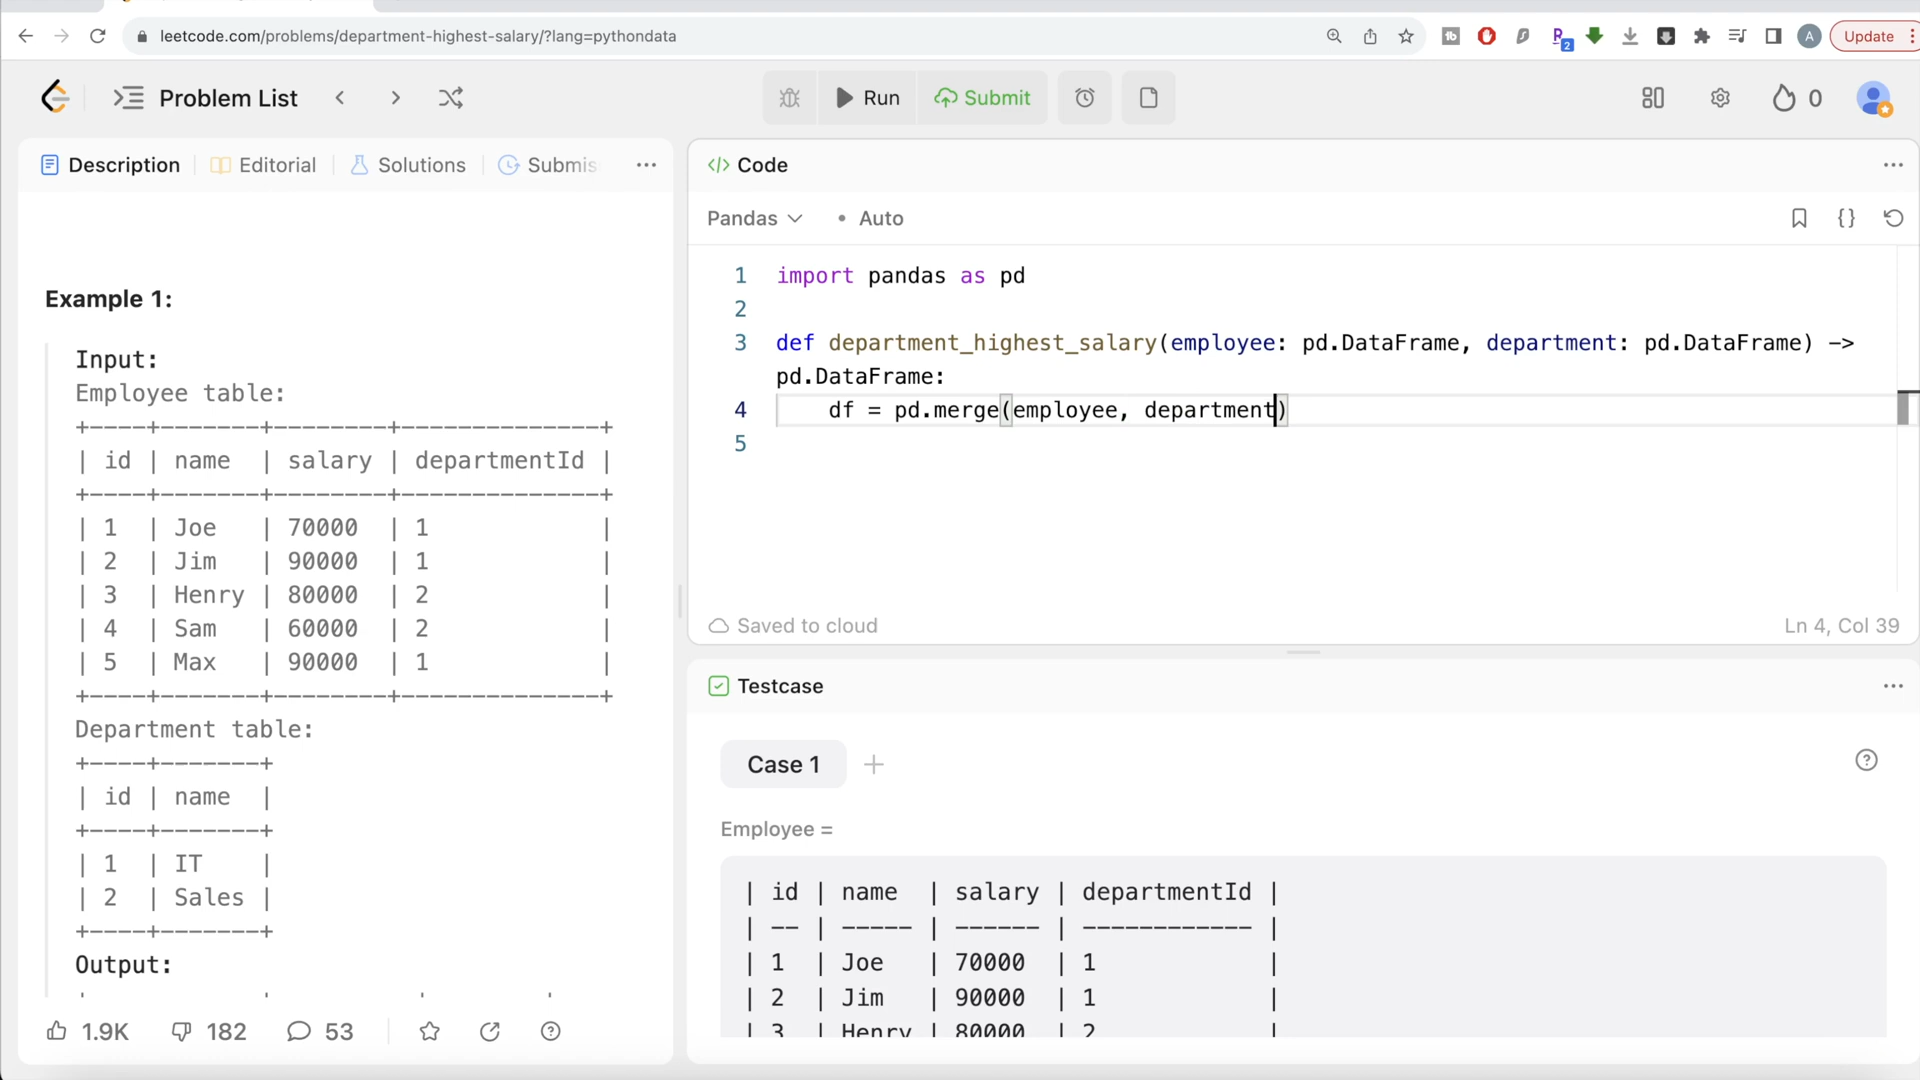 leetcode.com/problems/department-highest-salary/?lang=pythondata
2
A
Update
Problem List
Run
Submit
0
Description
Editorial
Solutions
Submis
Example 1:
Input:
Employee table:
+----+-------+--------+--------------+
| id | name  | salary | departmentId |
+----+-------+--------+--------------+
| 1  | Joe   | 70000  | 1            |
| 2  | Jim   | 90000  | 1            |
| 3  | Henry | 80000  | 2            |
| 4  | Sam   | 60000  | 2            |
| 5  | Max   | 90000  | 1            |
+----+-------+--------+--------------+
Department table:
+----+-------+
| id | name  |
+----+-------+
| 1  | IT    |
| 2  | Sales |
+----+-------+
Output:
1.9K
182
53
</> Code
Pandas
• Auto
{}
1 import pandas as pd
2
3 def department_highest_salary(employee: pd.DataFrame, department: pd.DataFrame) ->
pd.DataFrame:
4     df = pd.merge(employee, department)
5
Saved to cloud
Ln 4, Col 39
Testcase
Case 1
Employee =
| id | name  | salary | departmentId |
| -- | ----- | ------ | ------------ |
| 1  | Joe   | 70000  | 1            |
| 2  | Jim   | 90000  | 1            |
| 3  | Henry | 80000  | 2            |